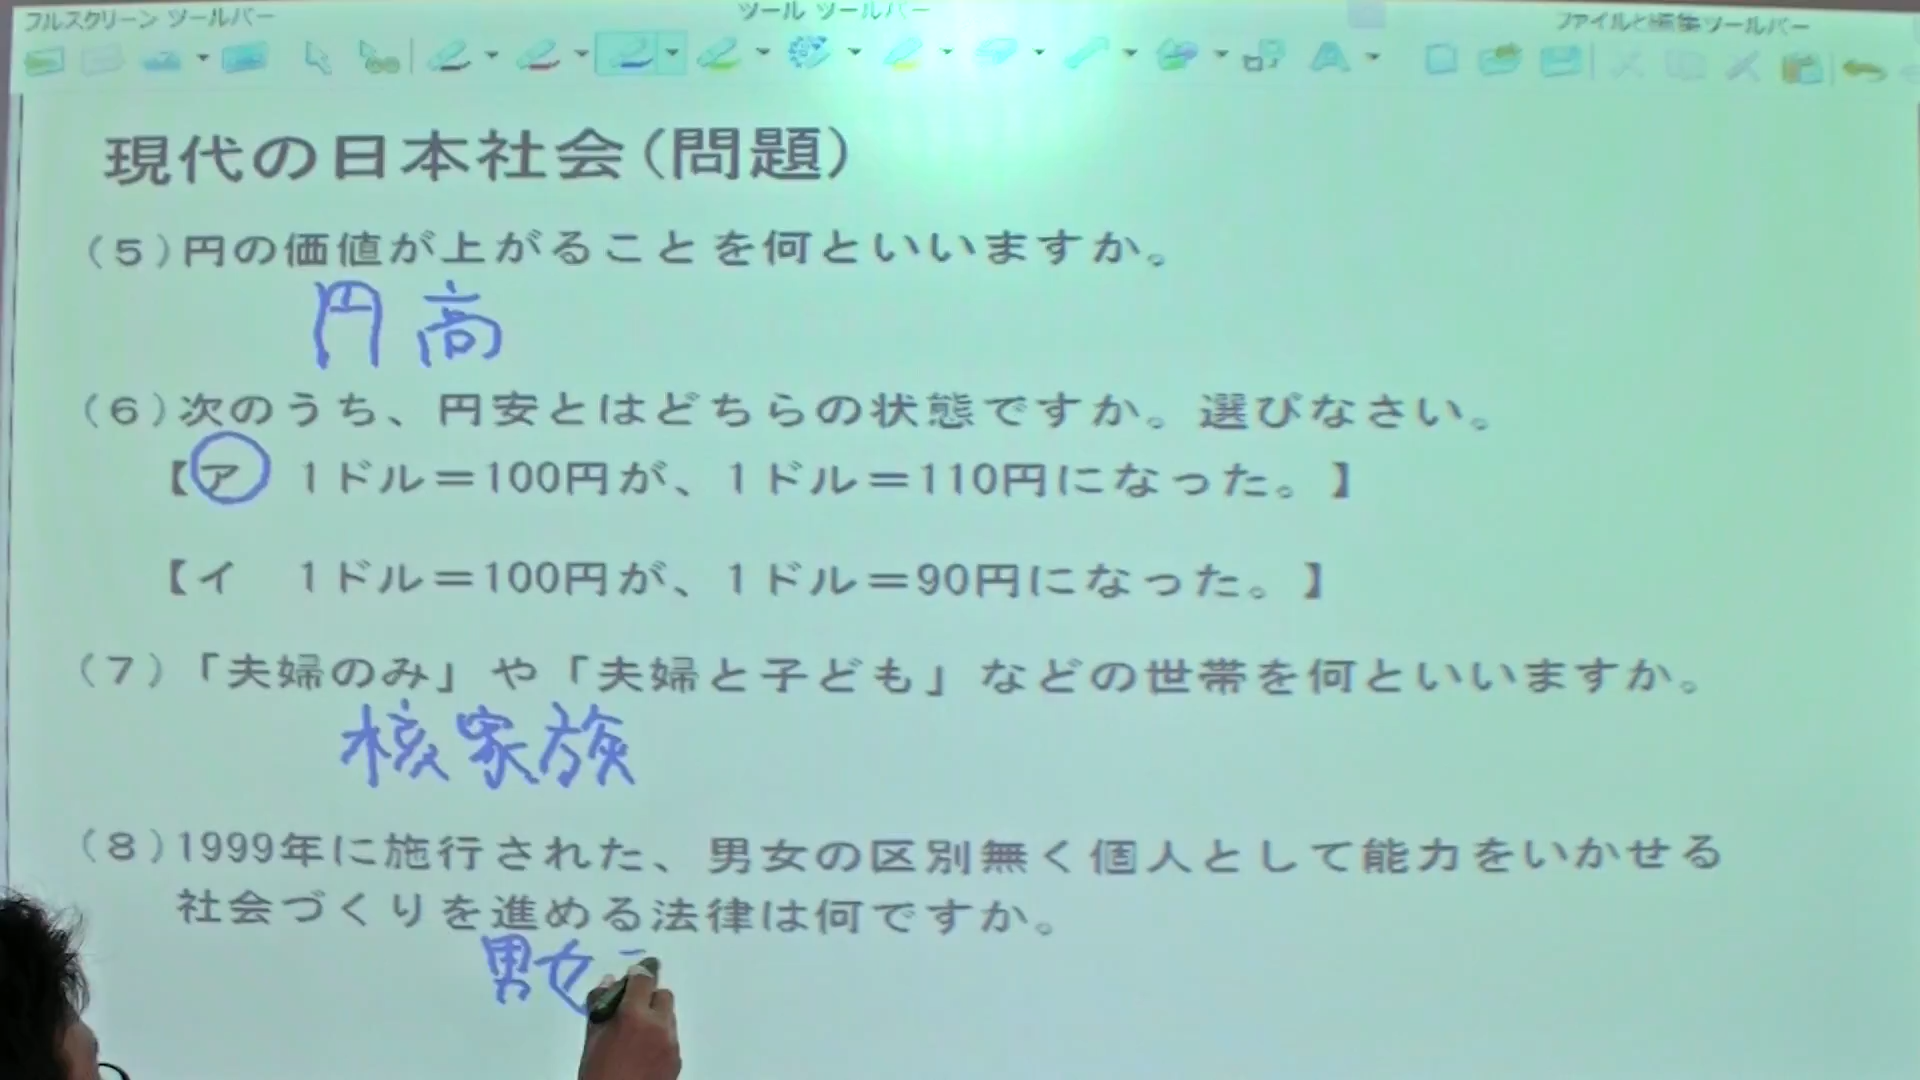 フルスクリーン ツールバー
ツール ツールバー
ファイルと編集ツールバー
現代の日本社会(問題)
(5)円の価値が上がることを何といいますか。
円高
(6)次のうち、円安とはどちらの状態ですか。選びなさい。
【ア　1ドル＝100円が、1ドル＝110円になった。】
【イ　1ドル＝100円が、1ドル＝90円になった。】
(7)「夫婦のみ」や「夫婦と子ども」などの世帯を何といいますか。
核家族
(8)1999年に施行された、男女の区別無く個人として能力をいかせる
社会づくりを進める法律は何ですか。
男女